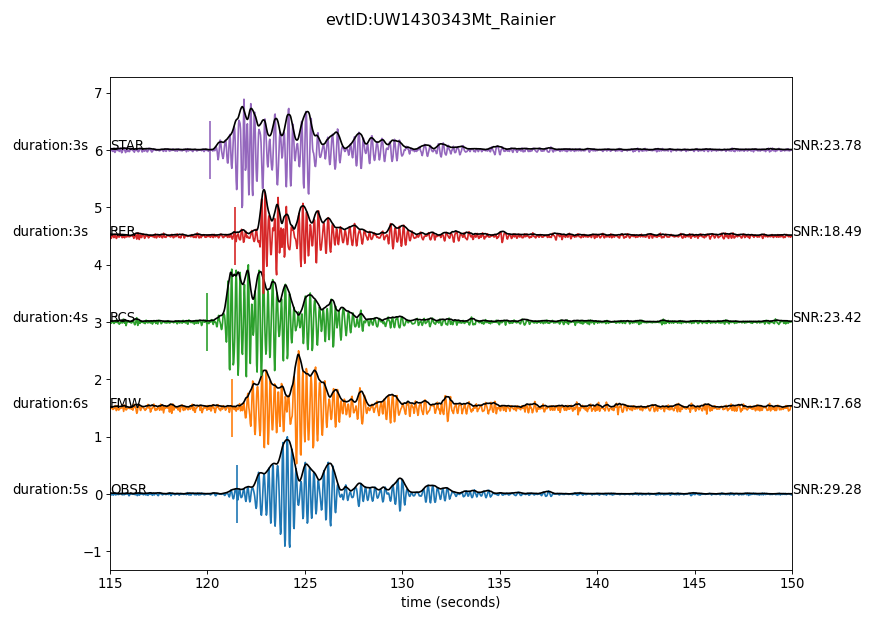 evtID:UW1430343Mt_Rainier
7
duration:3s STAR 6 SNR:23.78
5
duration:3s RER SNR:18.49
4
duration:4s RCS 3 SNR:23.42
2
duration:6s FMW SNR:17.68
1
duration:5s OBSR 0 SNR:29.28
−1
115 120 125 130 135 140 145 150
time (seconds)